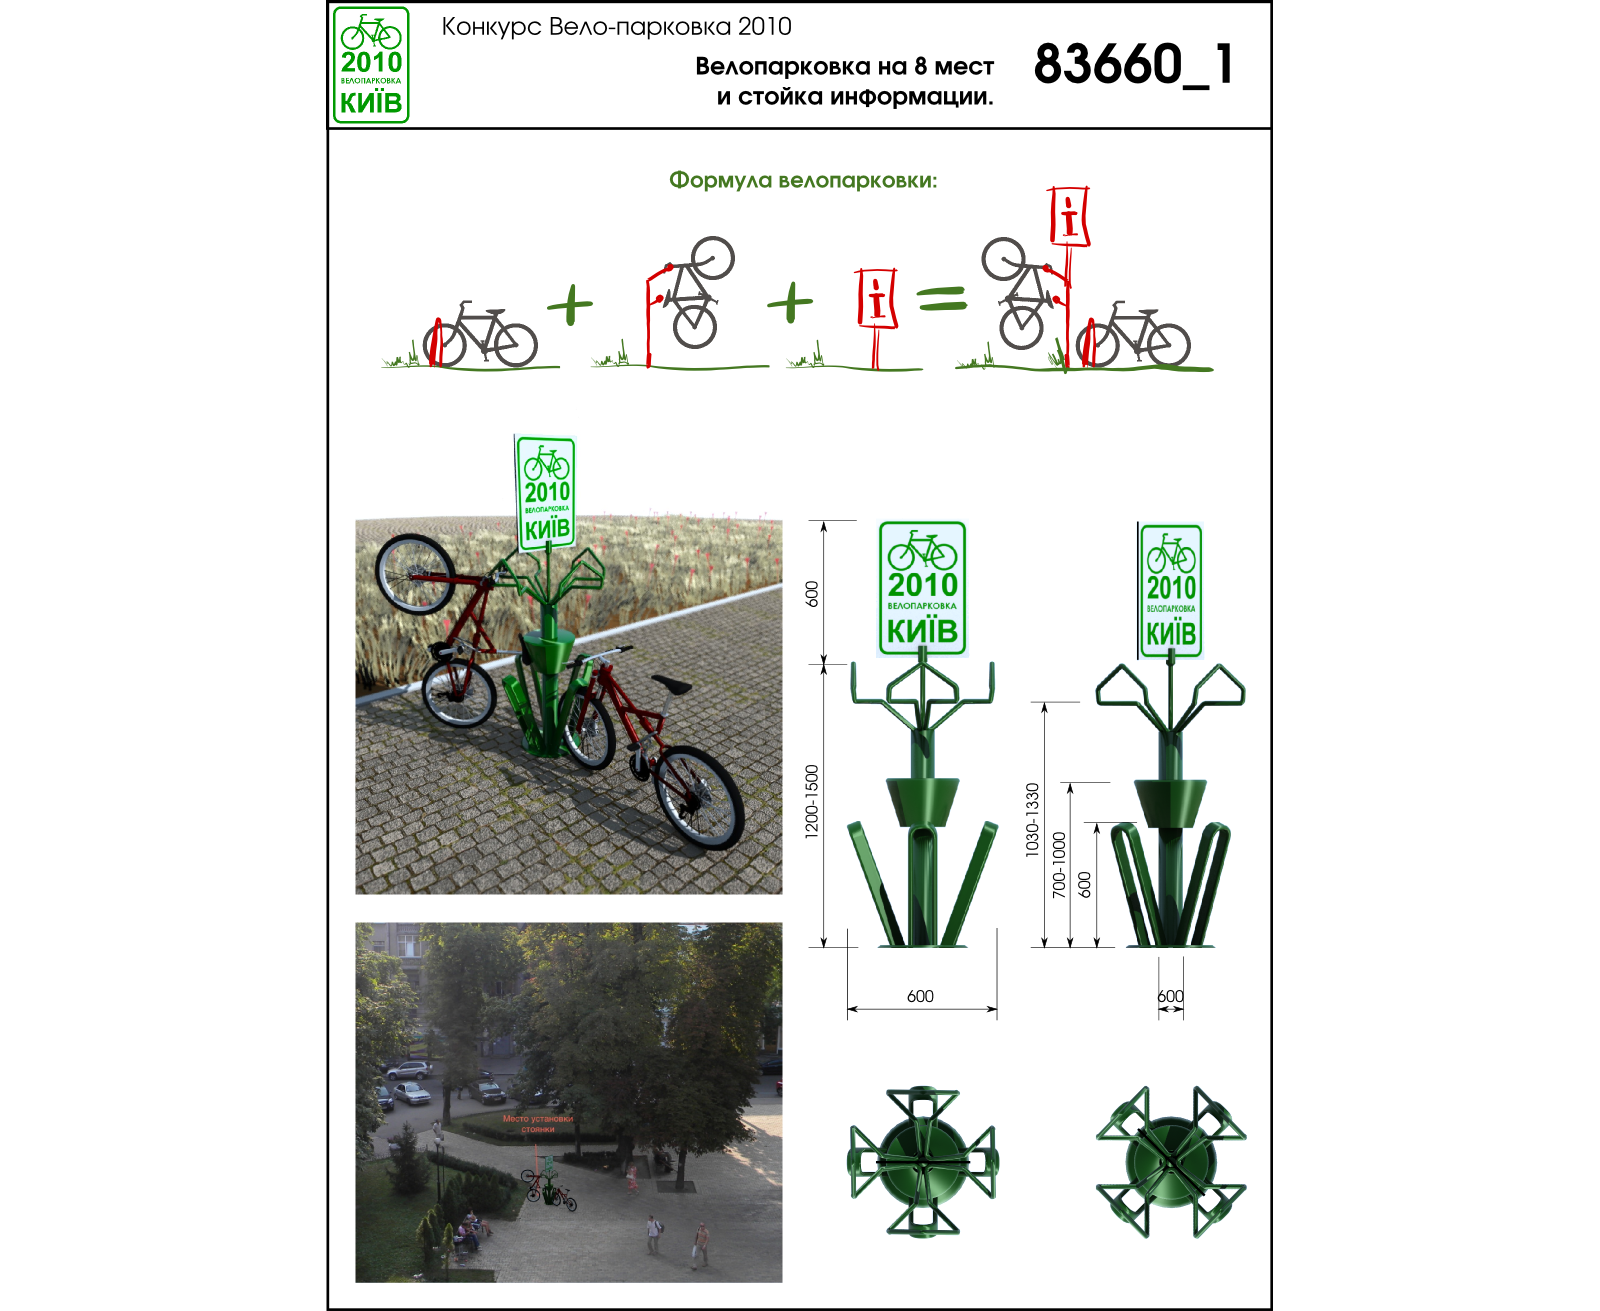 2010
ВЕЛОПАРКОВКА
КИЇВ
Конкурс Вело-парковка 2010
Велопарковка на 8 мест
и стойка информации.
83660_1
Формула велопарковки:
i
i
2010
ВЕЛОПАРКОВКА
КИЇВ
600
1200-1500
2010
ВЕЛОПАРКОВКА
КИЇВ
600
2010
ВЕЛОПАРКОВКА
КИЇВ
1030-1330
700-1000
600
600
Место установки
стоянки